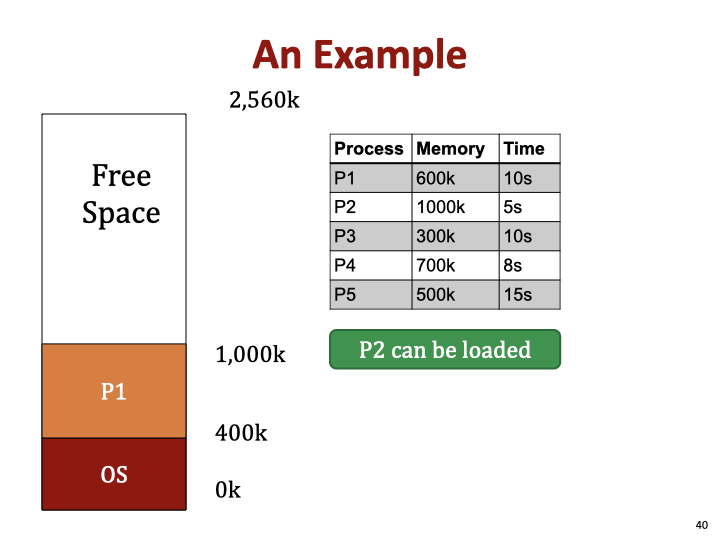 An Example
2,560k
Free
Space
1,000k
P1
400k
OS
0k
Process Memory Time
P1 600k 10s
P2 1000k 5s
P3 300k 10s
P4 700k 8s
P5 500k 15s
P2 can be loaded
40